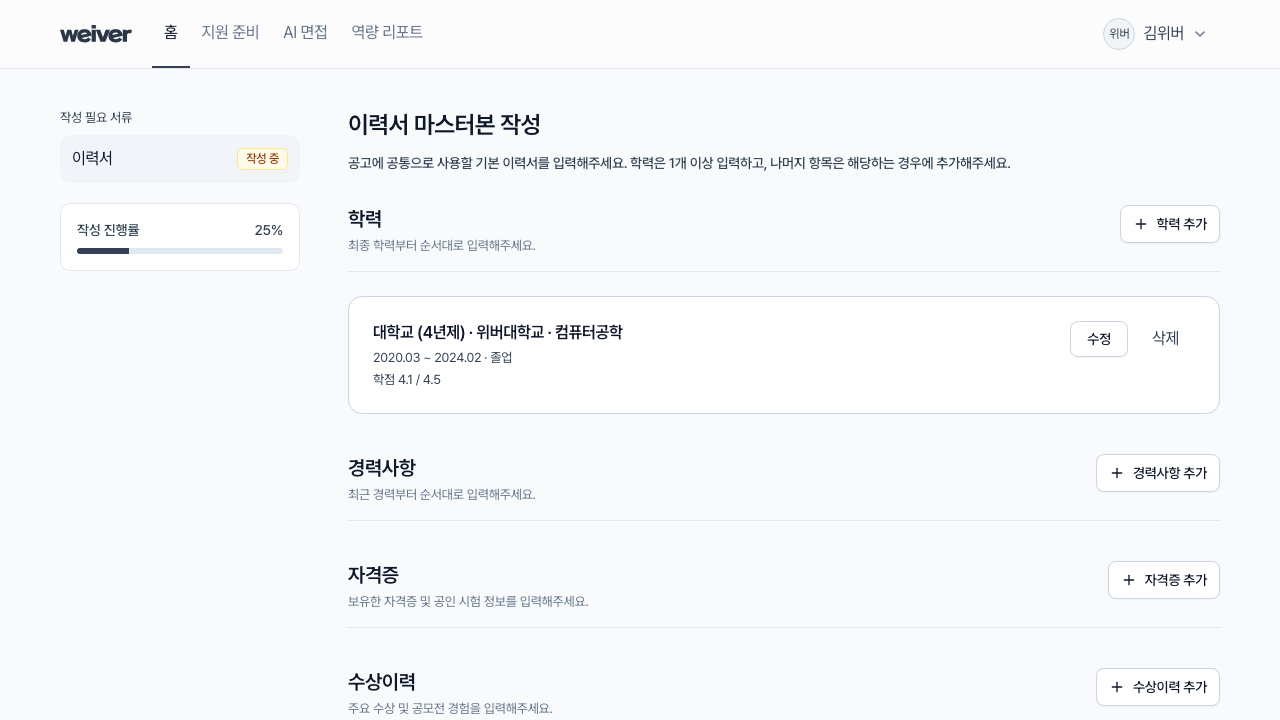 weiver
홈
지원 준비
AI 면접
역량 리포트
위버
김위버
작성 필요 서류
이력서
작성 중
작성 진행률
25%
이력서 마스터본 작성
공고에 공통으로 사용할 기본 이력서를 입력해주세요. 학력은 1개 이상 입력하고, 나머지 항목은 해당하는 경우에 추가해주세요.
학력
최종 학력부터 순서대로 입력해주세요.
+ 학력 추가
대학교 (4년제) · 위버대학교 · 컴퓨터공학
2020.03 ~ 2024.02 · 졸업
학점 4.1 / 4.5
수정
삭제
경력사항
최근 경력부터 순서대로 입력해주세요.
+ 경력사항 추가
자격증
보유한 자격증 및 공인 시험 정보를 입력해주세요.
+ 자격증 추가
수상이력
주요 수상 및 공모전 경험을 입력해주세요.
+ 수상이력 추가